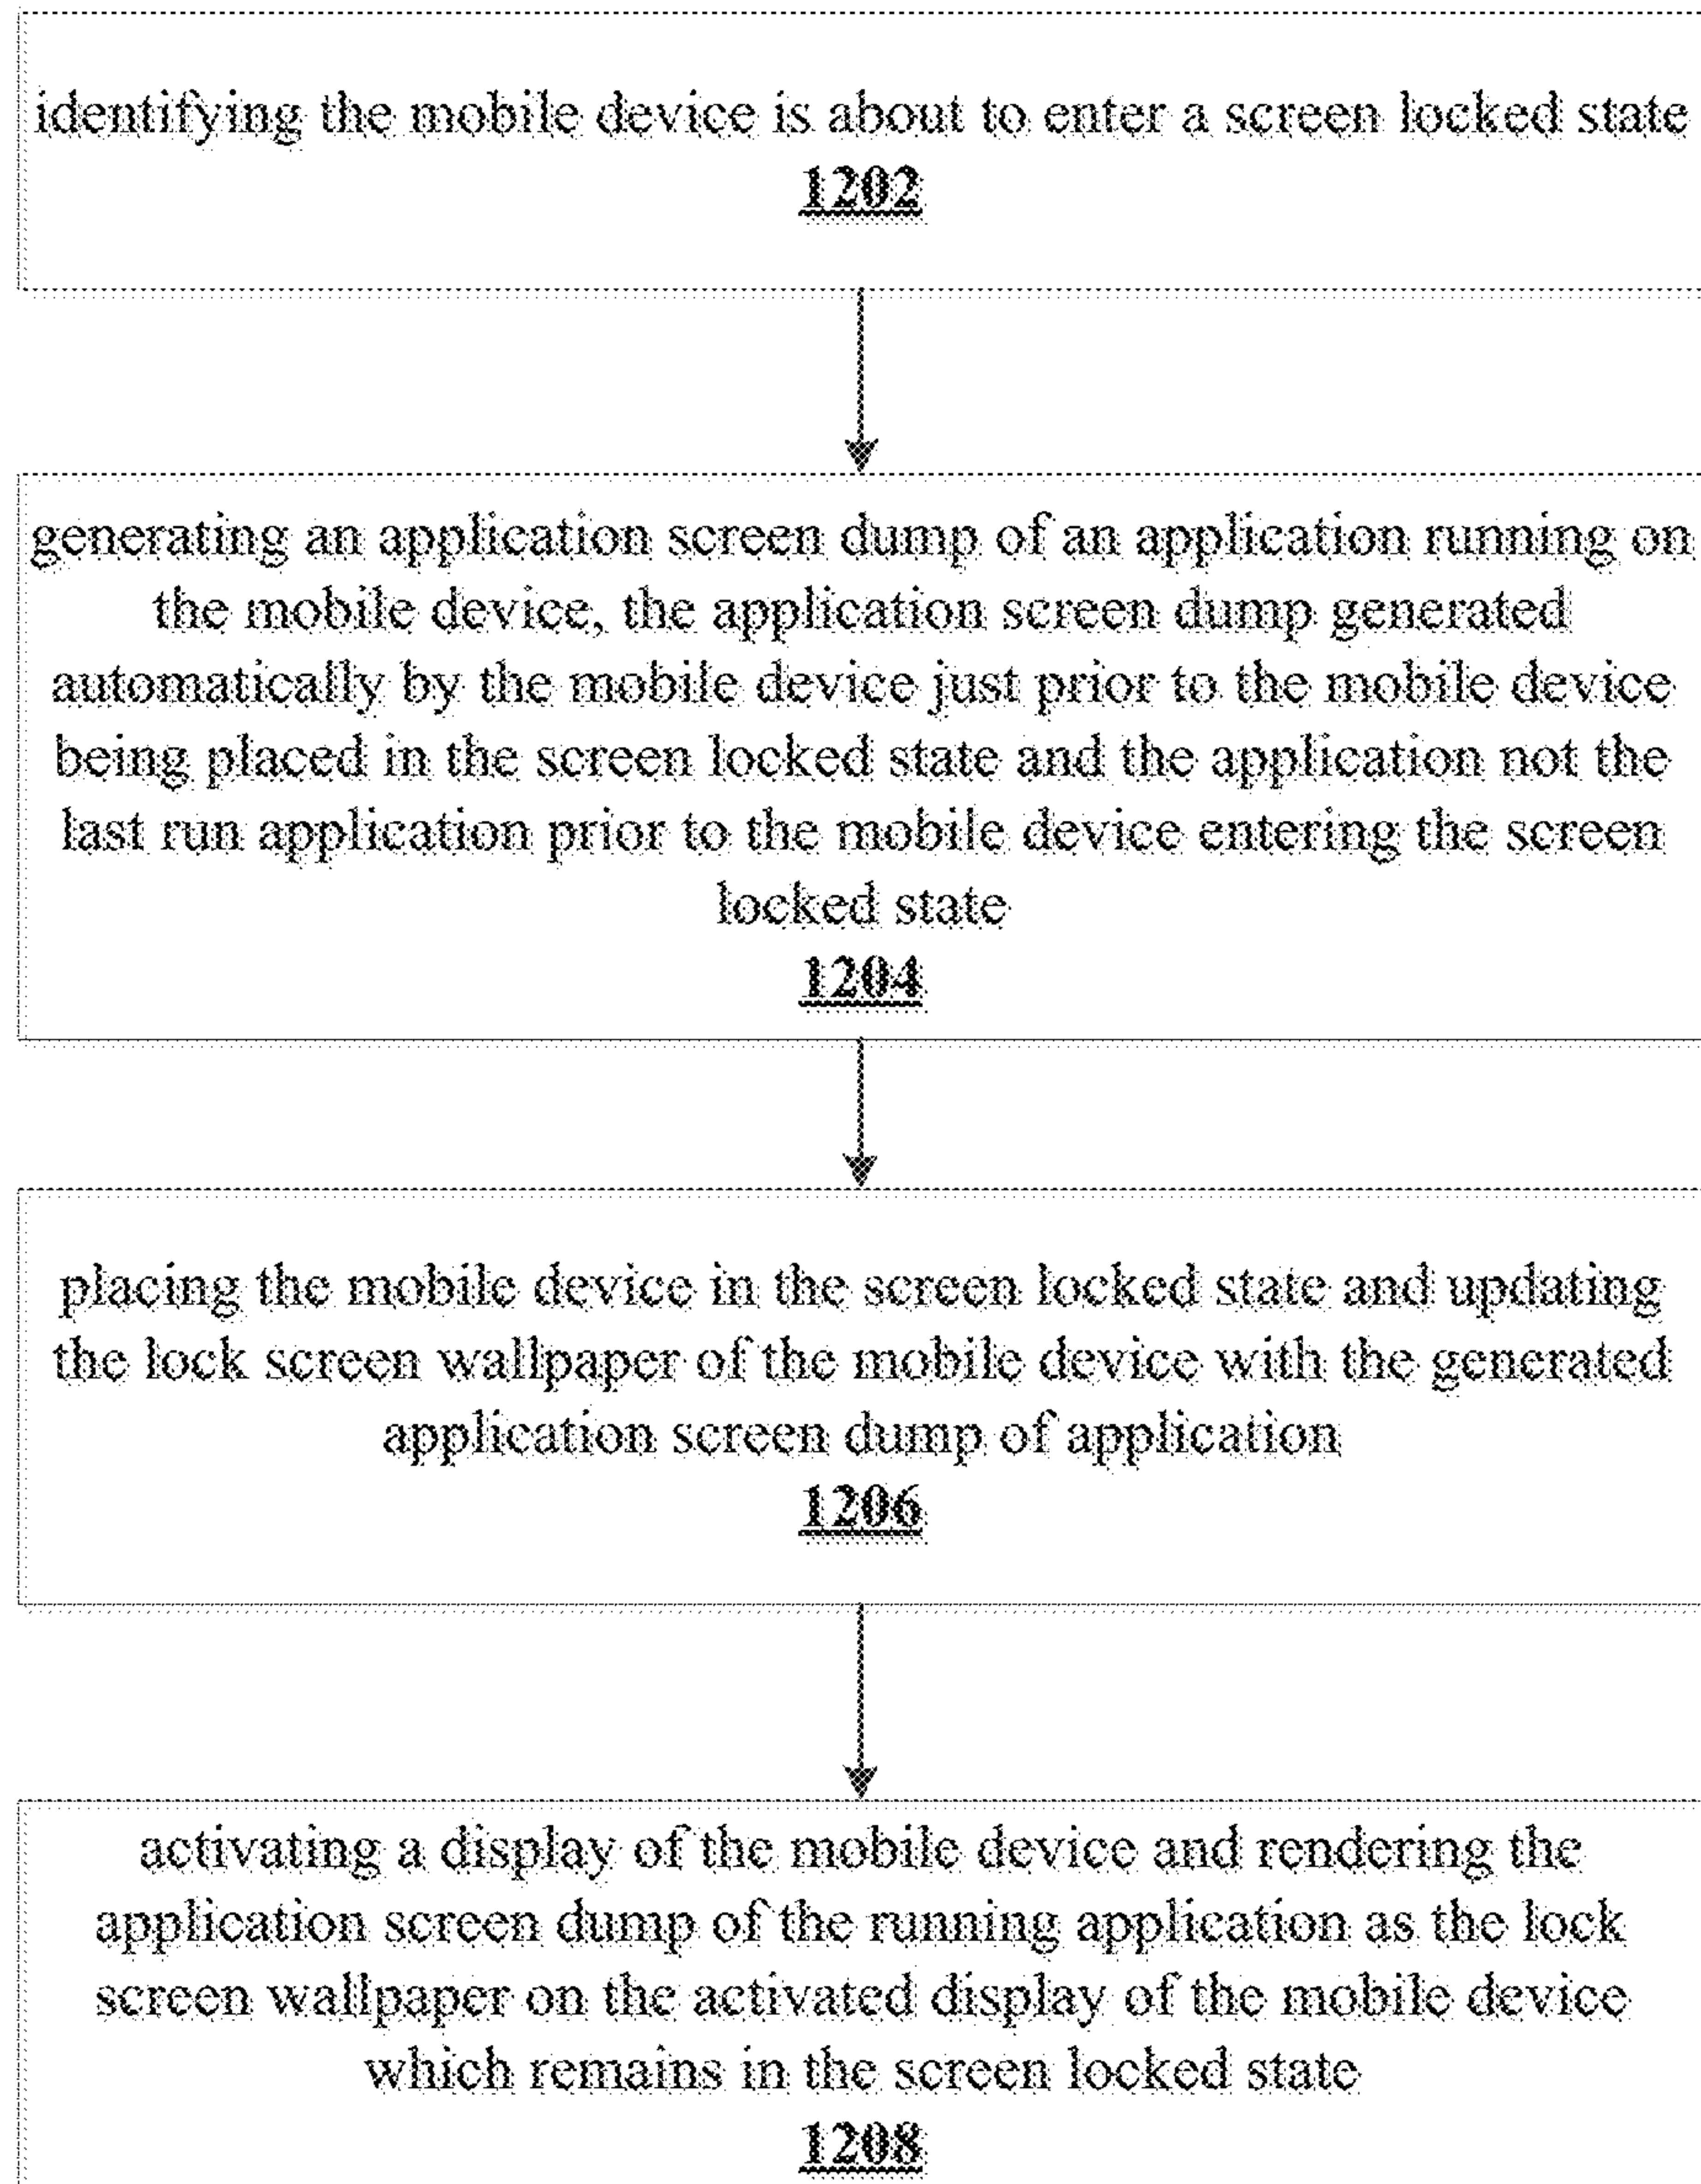 identifying the mobile device is about to enter a screen locked state
1202
generating an application screen dump of an application running on
the mobile device, the application screen dump generated
automatically by the mobile device just prior to the mobile device
being placed in the screen locked state and the application not the
last run application prior to the mobile device entering the screen
locked state
1204
placing the mobile device in the screen locked state and updating
the lock screen wallpaper of the mobile device with the generated
application screen dump of application
1206
activating a display of the mobile device and rendering the
application screen dump of the running application as the lock
screen wallpaper on the activated display of the mobile device
which remains in the screen locked state
1208